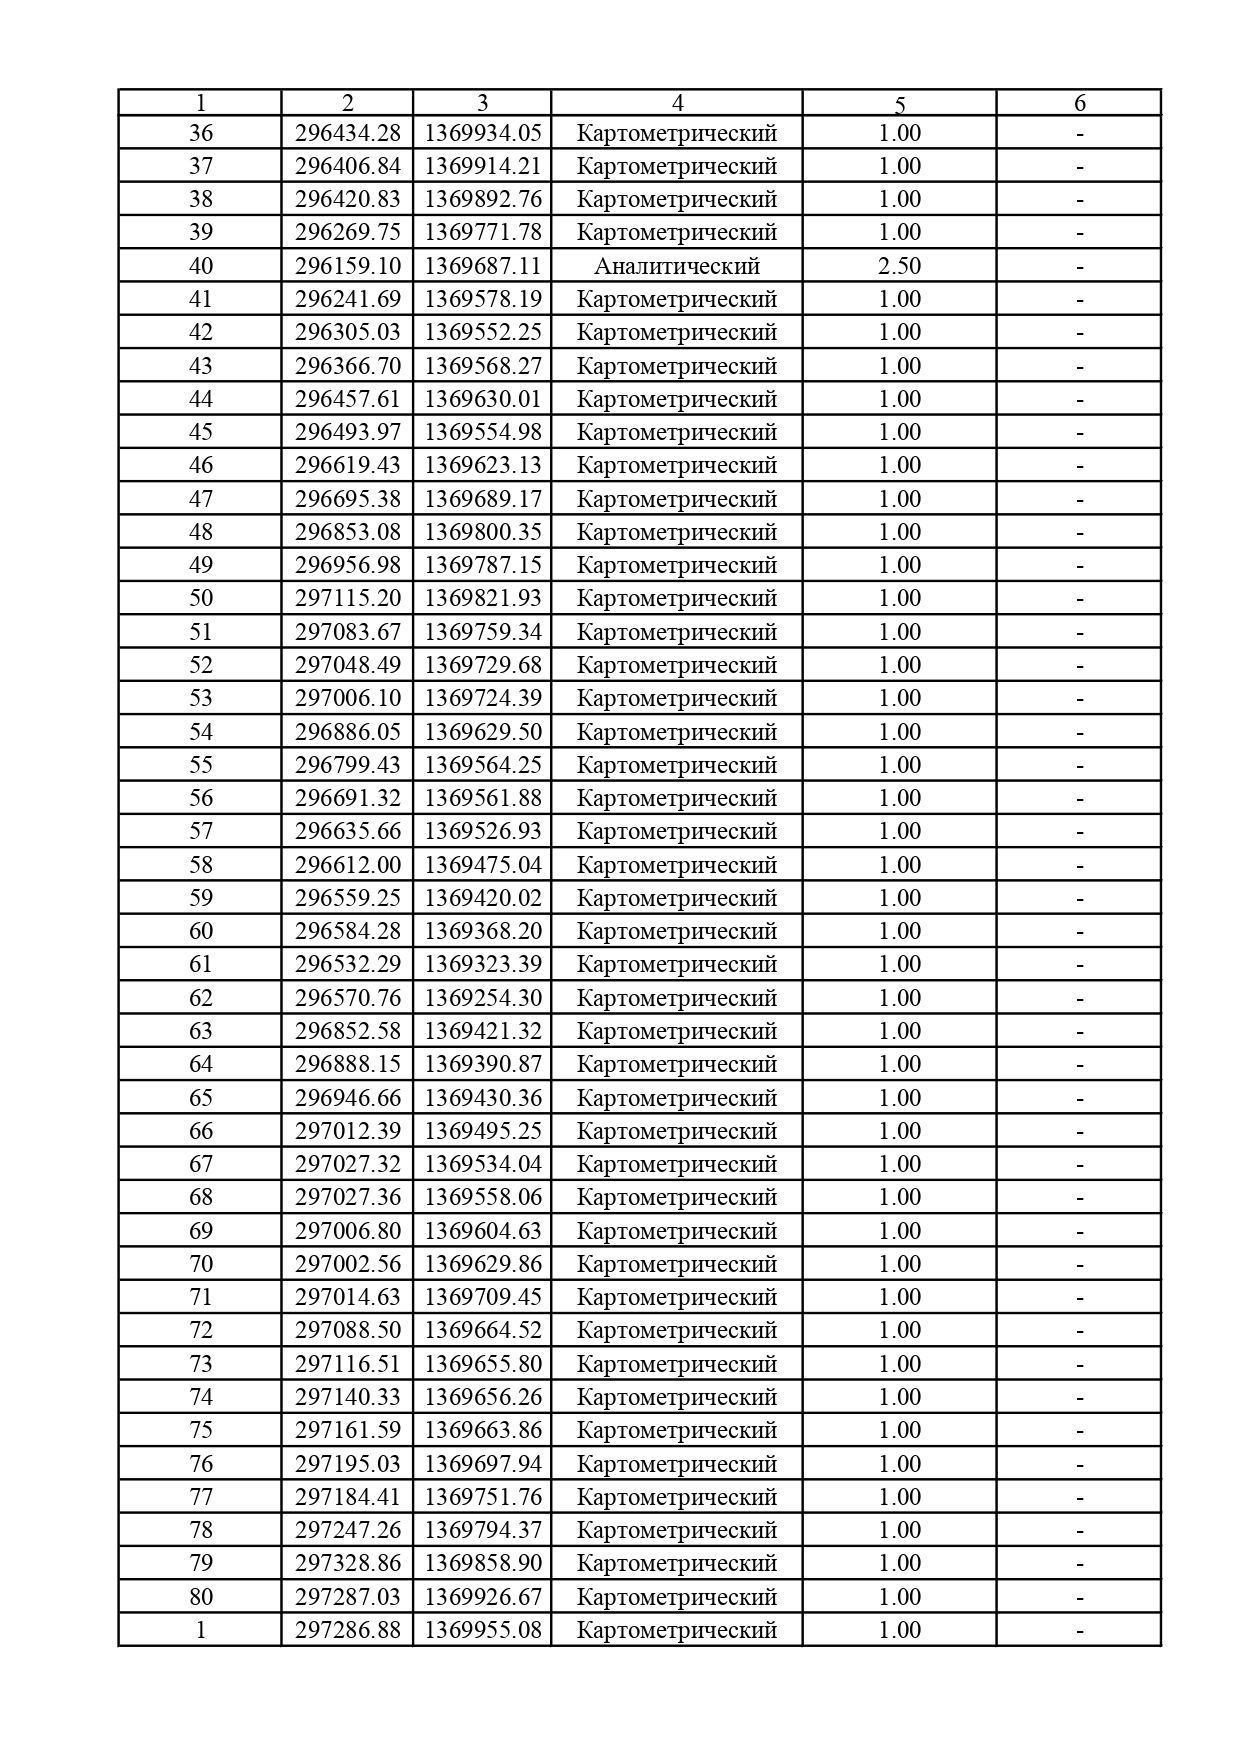 1 2 3 4 5 6
36 296434.28 1369934.05 Картометрический 1.00 -
37 296406.84 1369914.21 Картометрический 1.00 -
38 296420.83 1369892.76 Картометрический 1.00 -
39 296269.75 1369771.78 Картометрический 1.00 -
40 296159.10 1369687.11 Аналитический 2.50 -
41 296241.69 1369578.19 Картометрический 1.00 -
42 296305.03 1369552.25 Картометрический 1.00 -
43 296366.70 1369568.27 Картометрический 1.00 -
44 296457.61 1369630.01 Картометрический 1.00 -
45 296493.97 1369554.98 Картометрический 1.00 -
46 296619.43 1369623.13 Картометрический 1.00 -
47 296695.38 1369689.17 Картометрический 1.00 -
48 296853.08 1369800.35 Картометрический 1.00 -
49 296956.98 1369787.15 Картометрический 1.00 -
50 297115.20 1369821.93 Картометрический 1.00 -
51 297083.67 1369759.34 Картометрический 1.00 -
52 297048.49 1369729.68 Картометрический 1.00 -
53 297006.10 1369724.39 Картометрический 1.00 -
54 296886.05 1369629.50 Картометрический 1.00 -
55 296799.43 1369564.25 Картометрический 1.00 -
56 296691.32 1369561.88 Картометрический 1.00 -
57 296635.66 1369526.93 Картометрический 1.00 -
58 296612.00 1369475.04 Картометрический 1.00 -
59 296559.25 1369420.02 Картометрический 1.00 -
60 296584.28 1369368.20 Картометрический 1.00 -
61 296532.29 1369323.39 Картометрический 1.00 -
62 296570.76 1369254.30 Картометрический 1.00 -
63 296852.58 1369421.32 Картометрический 1.00 -
64 296888.15 1369390.87 Картометрический 1.00 -
65 296946.66 1369430.36 Картометрический 1.00 -
66 297012.39 1369495.25 Картометрический 1.00 -
67 297027.32 1369534.04 Картометрический 1.00 -
68 297027.36 1369558.06 Картометрический 1.00 -
69 297006.80 1369604.63 Картометрический 1.00 -
70 297002.56 1369629.86 Картометрический 1.00 -
71 297014.63 1369709.45 Картометрический 1.00 -
72 297088.50 1369664.52 Картометрический 1.00 -
73 297116.51 1369655.80 Картометрический 1.00 -
74 297140.33 1369656.26 Картометрический 1.00 -
75 297161.59 1369663.86 Картометрический 1.00 -
76 297195.03 1369697.94 Картометрический 1.00 -
77 297184.41 1369751.76 Картометрический 1.00 -
78 297247.26 1369794.37 Картометрический 1.00 -
79 297328.86 1369858.90 Картометрический 1.00 -
80 297287.03 1369926.67 Картометрический 1.00 -
1 297286.88 1369955.08 Картометрический 1.00 -